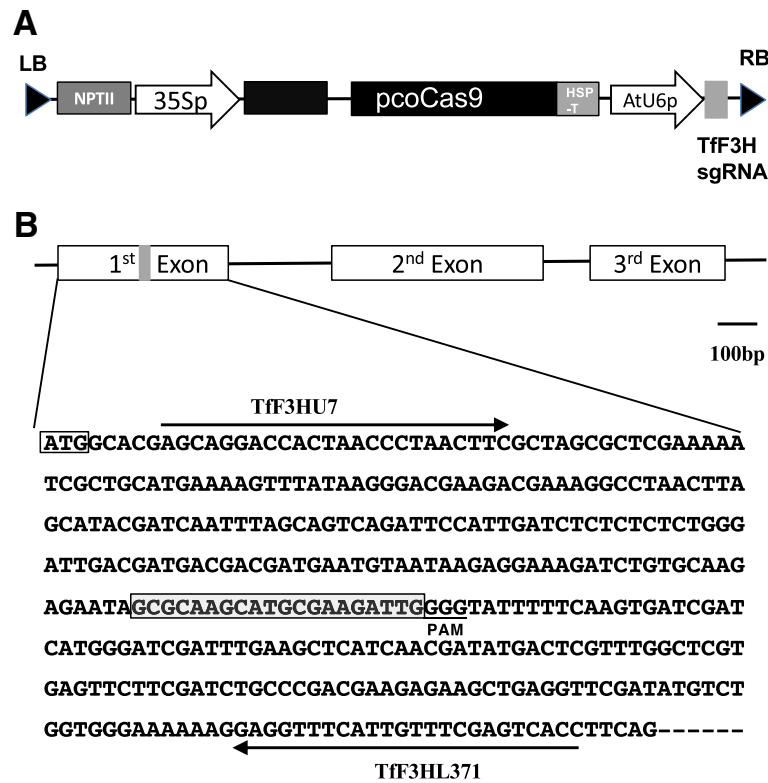 A
LB
RB
NPTII
35Sp
pcoCas9
HSP
-T
AtU6p
TfF3H
sgRNA
B
1st Exon
2nd Exon
3rd Exon
100bp
TfF3HU7
ATGGCACGAGCAGGACCACTAACCCTAACTTCGCTAGCGCTCGAAAAA
TCGCTGCATGAAAAGTTTATAAGGGACGAAGACGAAAGGCCTAACTTA
GCATACGATCAATTTAGCAGTCAGATTCCATTGATCTCTCTCTCTGGG
ATTGACGATGACGACGATGAATGTAATAAGAGGAAAGATCTGTGCAAG
AGAATAGCGCAAGCATGCGAAGATTGGGGTATTTTTCAAGTGATCGAT
PAM
CATGGGATCGATTTGAAGCTCATCAACGATATGACTCGTTTGGCTCGT
GAGTTCTTCGATCTGCCCGACGAAGAGAAGCTGAGGTTCGATATGTCT
GGTGGGAAAAAAGGAGGTTTCATTGTTTCGAGTCACCTTCAG------
TfF3HL371